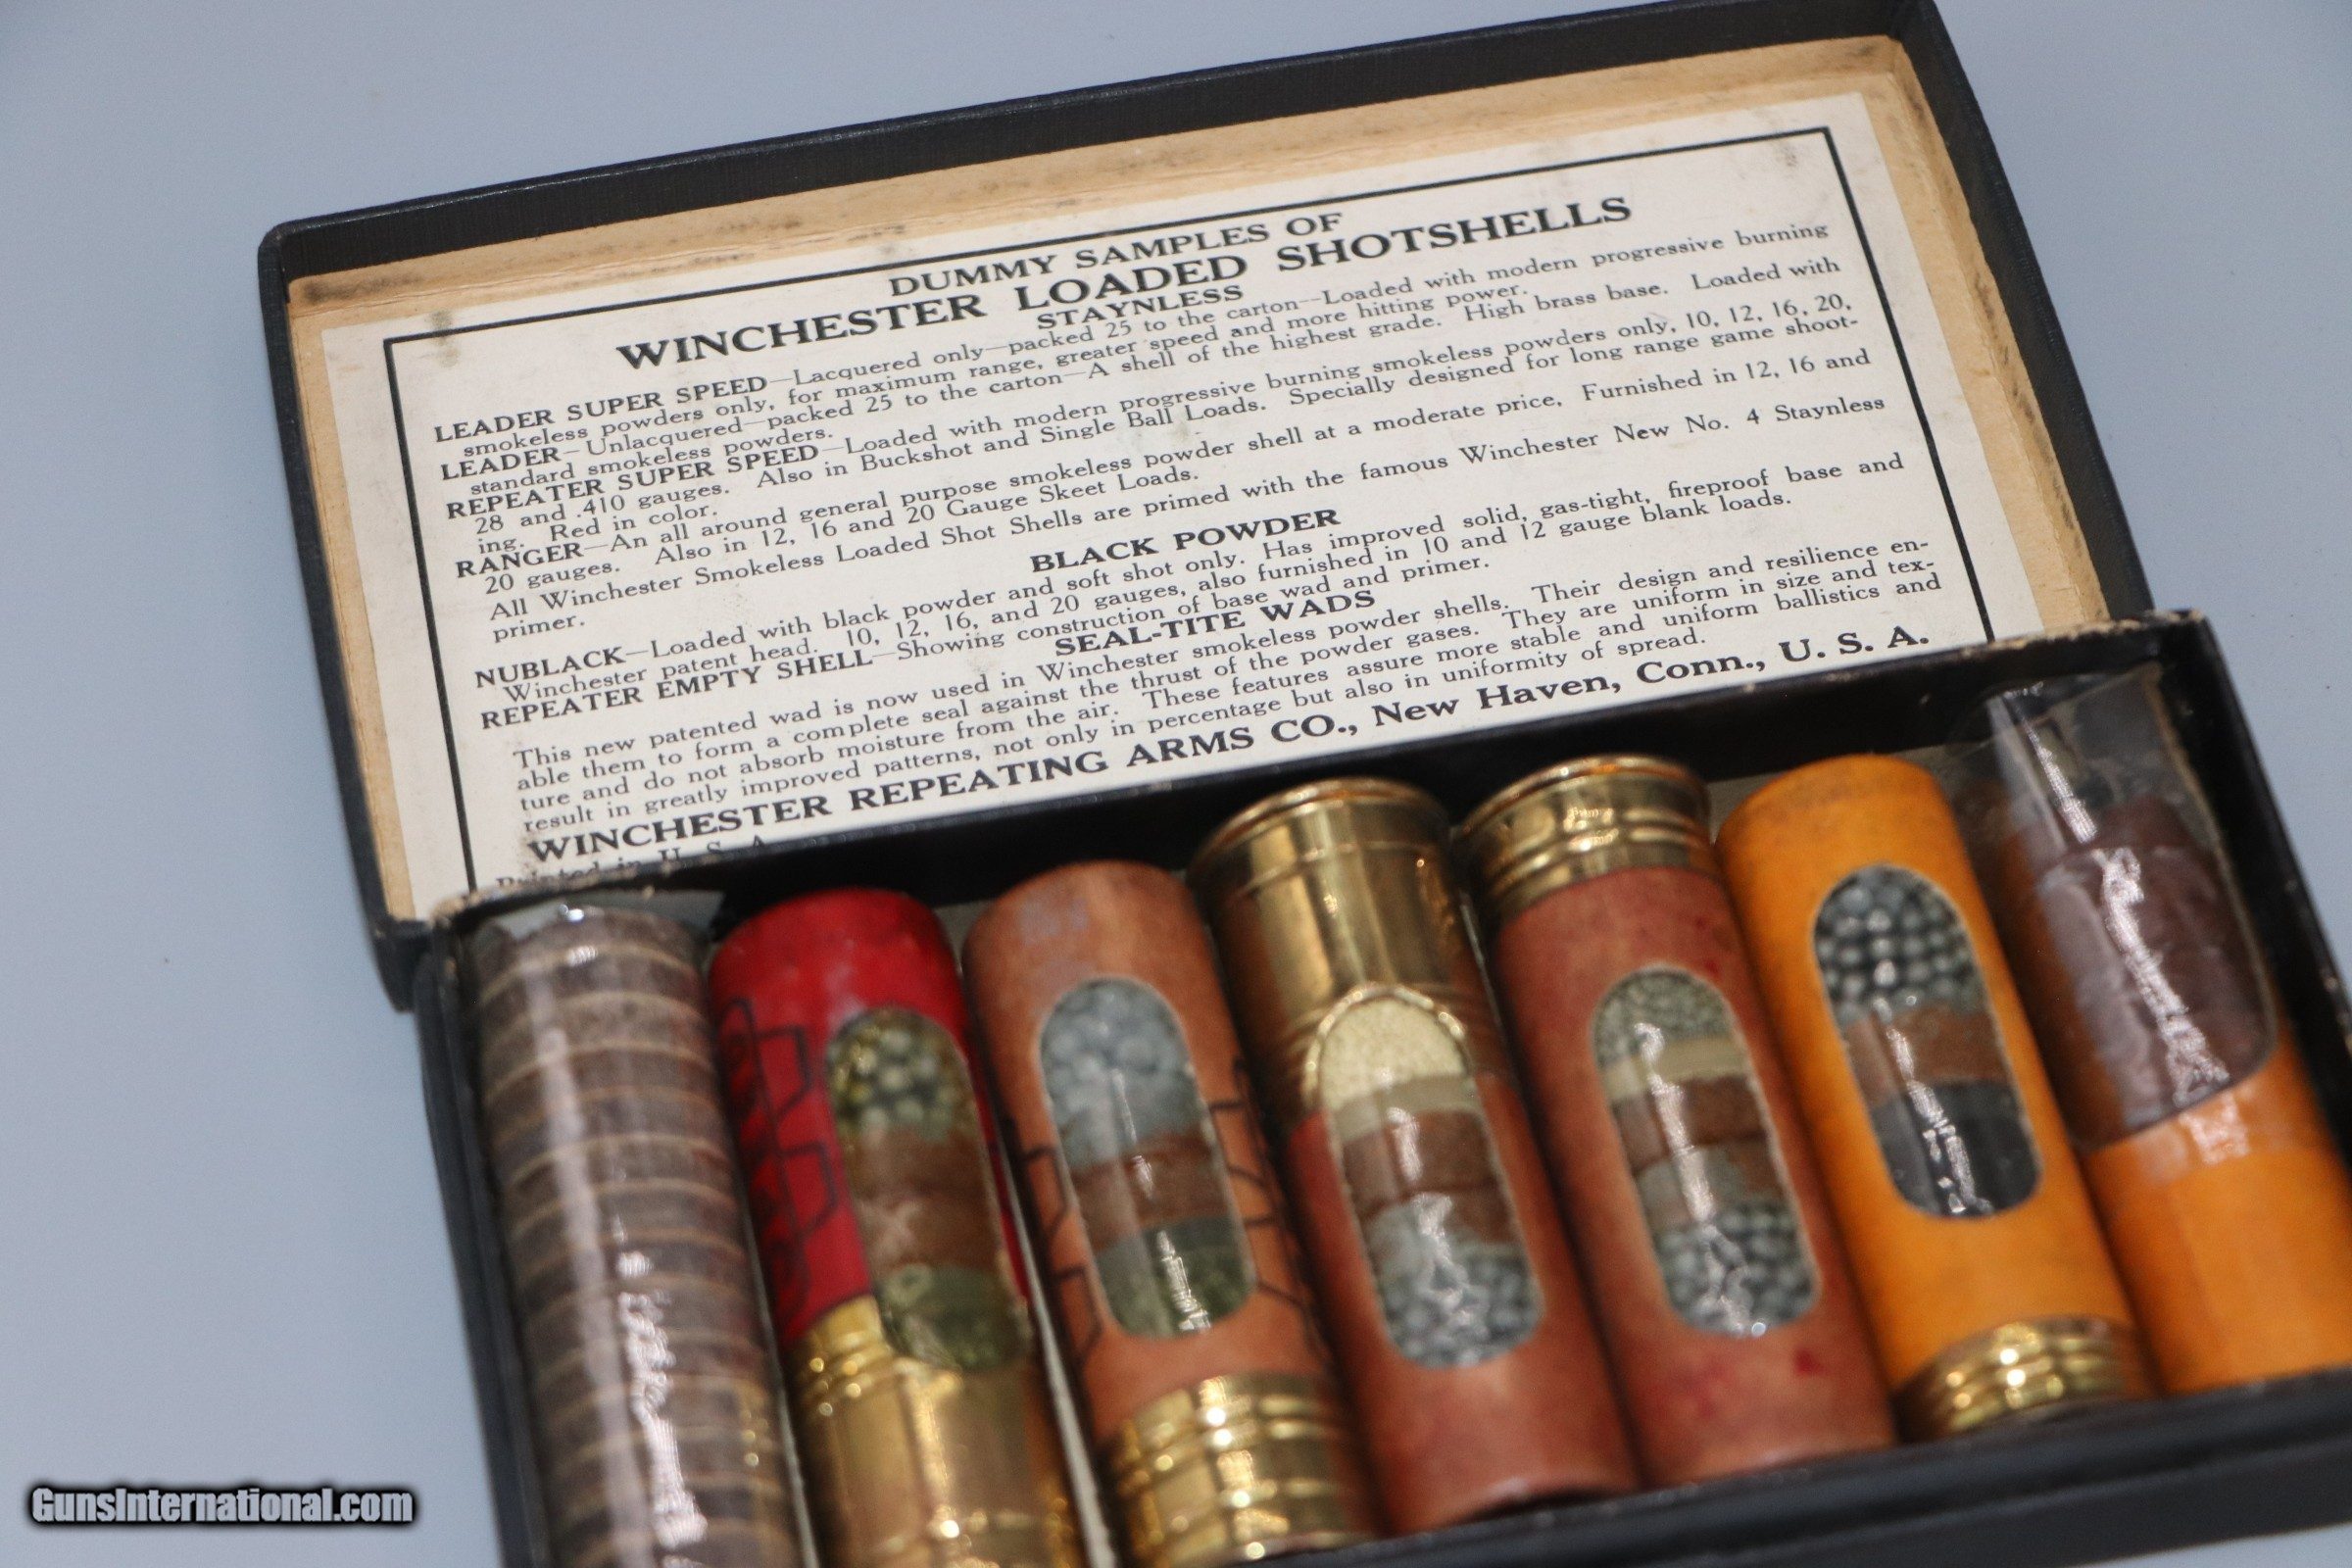 DUMMY SAMPLES OF
WINCHESTER LOADED SHOTSHELLS
STAYNLESS
LEADER SUPER SPEED—Lacquered only—packed 25 to the carton--Loaded with modern progressive burning
smokeless powders only, for maximum range, greater speed and more hitting power.
LEADER—Unlacquered—packed 25 to the carton—A shell of the highest grade. High brass base. Loaded with
standard smokeless powders.
REPEATER SUPER SPEED—Loaded with modern progressive burning smokeless powders only, 10, 12, 16, 20,
28 and .410 gauges. Also in Buckshot and Single Ball Loads. Specially designed for long range game shoot-
ing. Red in color.
RANGER—An all around general purpose smokeless powder shell at a moderate price. Furnished in 12, 16 and
20 gauges. Also in 12, 16 and 20 Gauge Skeet Loads.
All Winchester Smokeless Loaded Shot Shells are primed with the famous Winchester New No. 4 Staynless
primer.
BLACK POWDER
NUBLACK—Loaded with black powder and soft shot only. Has improved solid, gas-tight, fireproof base and
Winchester patent head. 10, 12, 16, and 20 gauges, also furnished in 10 and 12 gauge blank loads.
REPEATER EMPTY SHELL—Showing construction of base wad and primer.
SEAL-TITE WADS
This new patented wad is now used in Winchester smokeless powder shells. Their design and resilience en-
able them to form a complete seal against the thrust of the powder gases. They are uniform in size and tex-
ture and do not absorb moisture from the air. These features assure more stable and uniform ballistics and
result in greatly improved patterns, not only in percentage but also in uniformity of spread.
WINCHESTER REPEATING ARMS CO., New Haven, Conn., U. S. A.
Printed in U. S. A.
GunsInternational.com